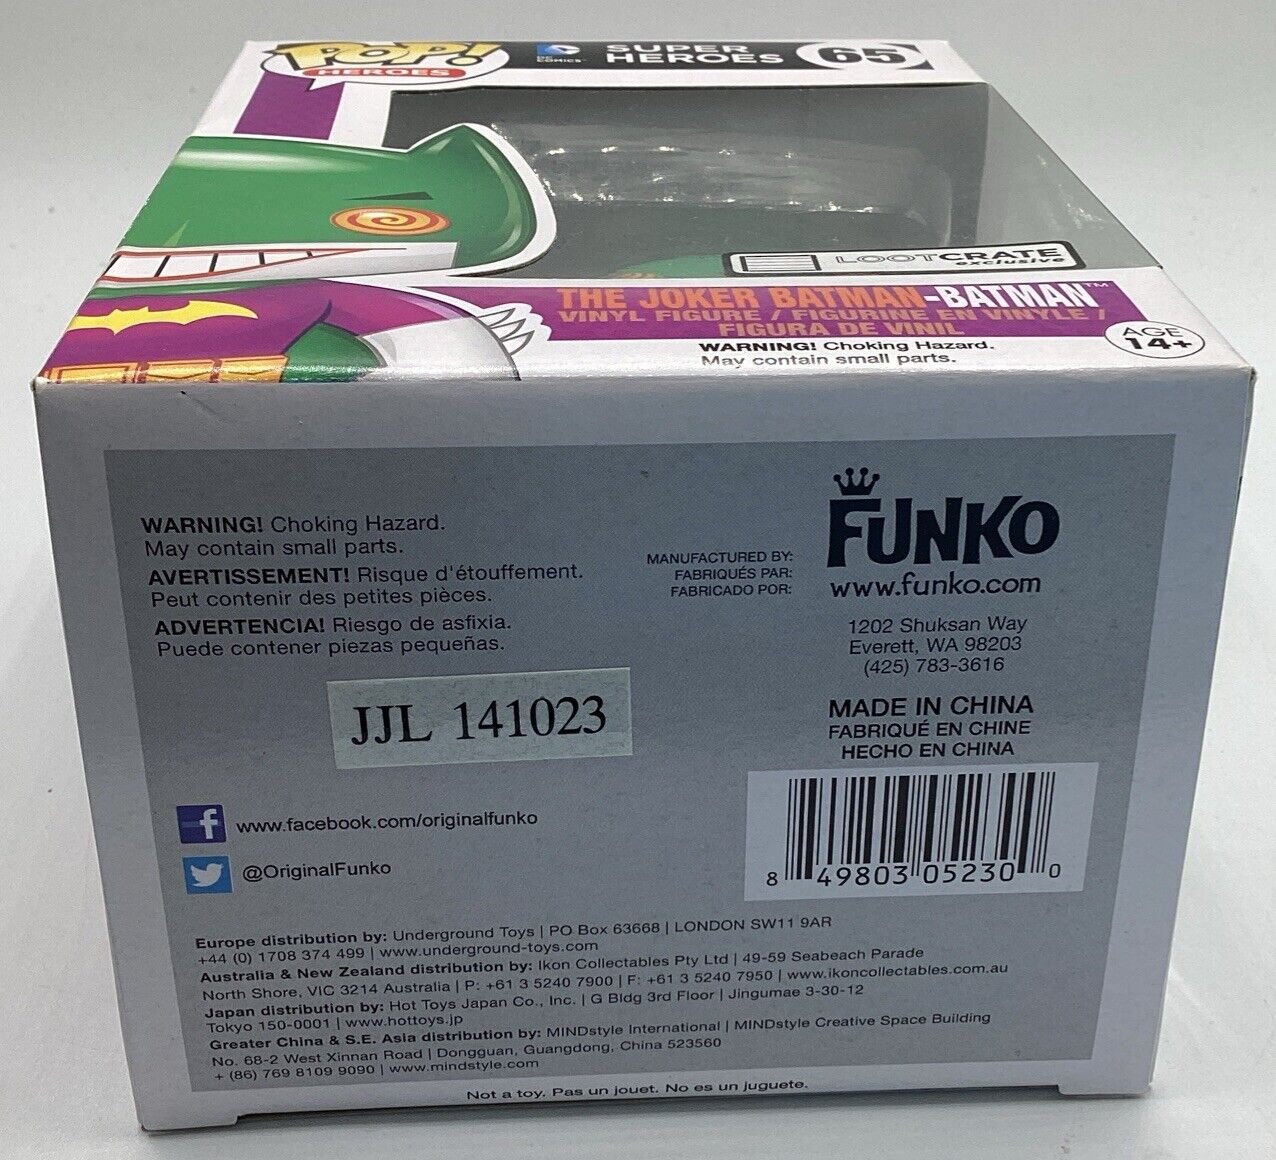 POP!
HEROES
DC
COMICS
SUPER
HEROES
65
LOOTCRATE
exclusive
THE JOKER BATMAN-BATMAN™
VINYL FIGURE / FIGURINE EN VINYLE /
FIGURA DE VINIL
WARNING! Choking Hazard.
May contain small parts.
AGE
14+
WARNING! Choking Hazard.
May contain small parts.
AVERTISSEMENT! Risque d'étouffement.
Peut contenir des petites pièces.
ADVERTENCIA! Riesgo de asfixia.
Puede contener piezas pequeñas.
MANUFACTURED BY:
FABRIQUÉS PAR:
FABRICADO POR:
FUNKO
www.funko.com
1202 Shuksan Way
Everett, WA 98203
(425) 783-3616
MADE IN CHINA
FABRIQUÉ EN CHINE
HECHO EN CHINA
JJL 141023
8 49803 05230 0
f www.facebook.com/originalfunko
@OriginalFunko
Europe distribution by: Underground Toys | PO Box 63668 | LONDON SW11 9AR
+44 (0) 1708 374 499 | www.underground-toys.com
Australia & New Zealand distribution by: Ikon Collectables Pty Ltd | 49-59 Seabeach Parade
North Shore, VIC 3214 Australia | P: +61 3 5240 7900 | F: +61 3 5240 7950 | www.ikoncollectables.com.au
Japan distribution by: Hot Toys Japan Co., Inc. | G Bldg 3rd Floor | Jingumae 3-30-12
Tokyo 150-0001 | www.hottoys.jp
Greater China & S.E. Asia distribution by: MINDstyle International | MINDstyle Creative Space Building
No. 68-2 West Xinnan Road | Dongguan, Guangdong, China 523560
+ (86) 769 8109 9090 | www.mindstyle.com
Not a toy. Pas un jouet. No es un juguete.